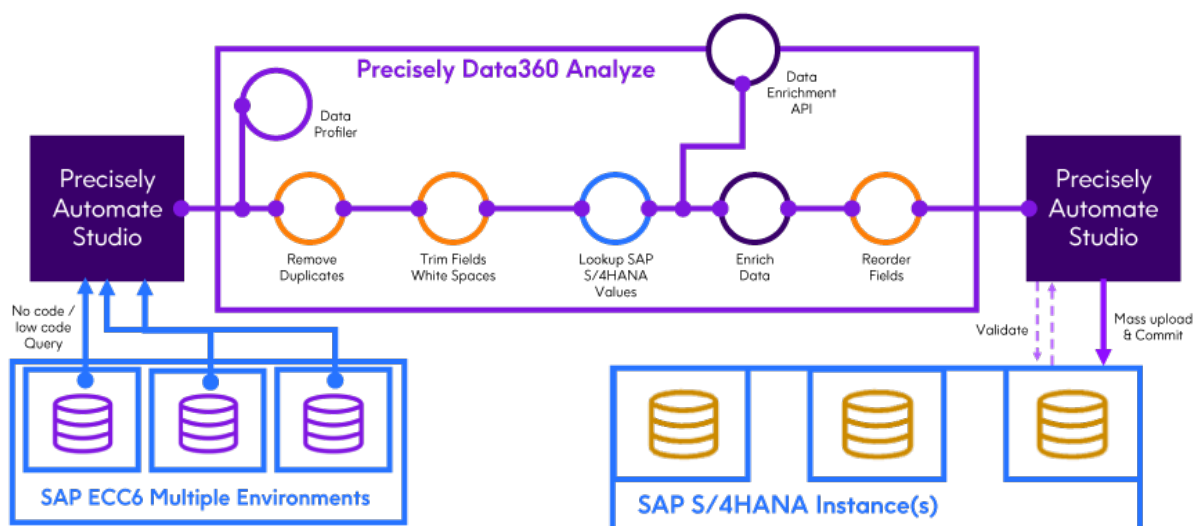 Precisely Data360 Analyze
Data
Profiler
Data
Enrichment
API
Precisely
Automate
Studio
Remove
Duplicates
Trim Fields
White Spaces
Lookup SAP
S/4HANA
Values
Enrich
Data
Reorder
Fields
Precisely
Automate
Studio
No code /
low code
Query
Validate
Mass upload
& Commit
SAP ECC6 Multiple Environments
SAP S/4HANA Instance(s)